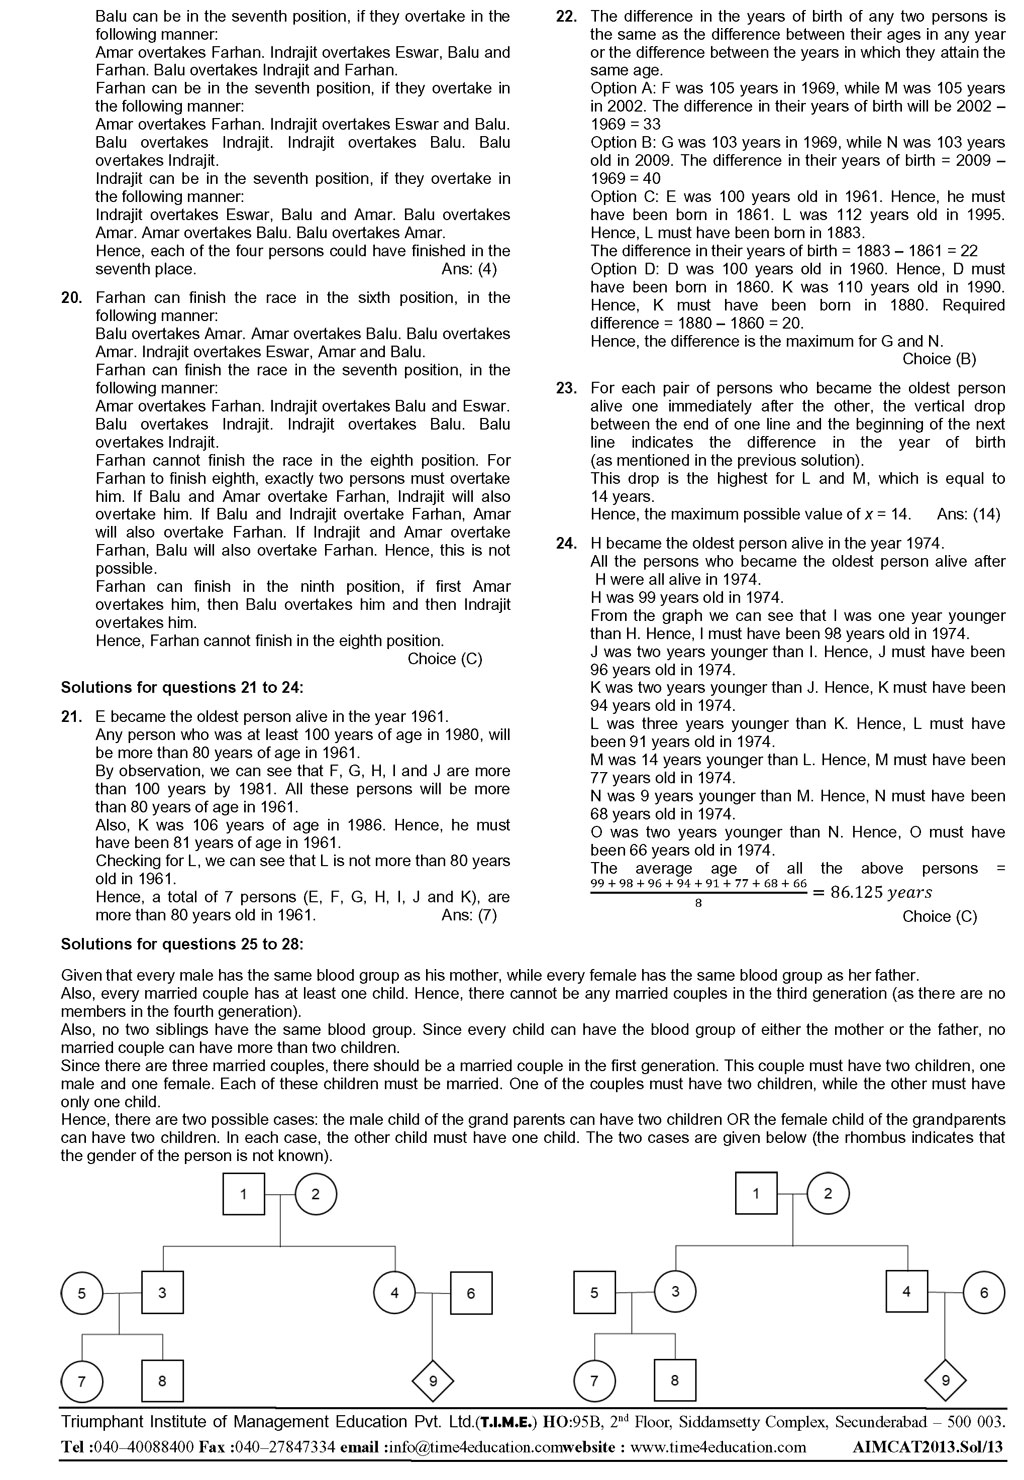 Balu can be in the seventh position, if they overtake in the
following manner:
Amar overtakes Farhan. Indrajit overtakes Eswar, Balu and
Farhan. Balu overtakes Indrajit and Farhan.
Farhan can be in the seventh position, if they overtake in
the following manner:
Amar overtakes Farhan. Indrajit overtakes Eswar and Balu.
Balu overtakes Indrajit. Indrajit overtakes Balu. Balu
overtakes Indrajit.
Indrajit can be in the seventh position, if they overtake in
the following manner:
Indrajit overtakes Eswar, Balu and Amar. Balu overtakes
Amar. Amar overtakes Balu. Balu overtakes Amar.
Hence, each of the four persons could have finished in the
seventh place. Ans: (4)
20. Farhan can finish the race in the sixth position, in the
following manner:
Balu overtakes Amar. Amar overtakes Balu. Balu overtakes
Amar. Indrajit overtakes Eswar, Amar and Balu.
Farhan can finish the race in the seventh position, in the
following manner:
Amar overtakes Farhan. Indrajit overtakes Balu and Eswar.
Balu overtakes Indrajit. Indrajit overtakes Balu. Balu
overtakes Indrajit.
Farhan cannot finish the race in the eighth position. For
Farhan to finish eighth, exactly two persons must overtake
him. If Balu and Amar overtake Farhan, Indrajit will also
overtake him. If Balu and Indrajit overtake Farhan, Amar
will also overtake Farhan. If Indrajit and Amar overtake
Farhan, Balu will also overtake Farhan. Hence, this is not
possible.
Farhan can finish in the ninth position, if first Amar
overtakes him, then Balu overtakes him and then Indrajit
overtakes him.
Hence, Farhan cannot finish in the eighth position.
Choice (C)
Solutions for questions 21 to 24:
21. E became the oldest person alive in the year 1961.
Any person who was at least 100 years of age in 1980, will
be more than 80 years of age in 1961.
By observation, we can see that F, G, H, I and J are more
than 100 years by 1981. All these persons will be more
than 80 years of age in 1961.
Also, K was 106 years of age in 1986. Hence, he must
have been 81 years of age in 1961.
Checking for L, we can see that L is not more than 80 years
old in 1961.
Hence, a total of 7 persons (E, F, G, H, I, J and K), are
more than 80 years old in 1961. Ans: (7)
22. The difference in the years of birth of any two persons is
the same as the difference between their ages in any year
or the difference between the years in which they attain the
same age.
Option A: F was 105 years in 1969, while M was 105 years
in 2002. The difference in their years of birth will be 2002 –
1969 = 33
Option B: G was 103 years in 1969, while N was 103 years
old in 2009. The difference in their years of birth = 2009 –
1969 = 40
Option C: E was 100 years old in 1961. Hence, he must
have been born in 1861. L was 112 years old in 1995.
Hence, L must have been born in 1883.
The difference in their years of birth = 1883 – 1861 = 22
Option D: D was 100 years old in 1960. Hence, D must
have been born in 1860. K was 110 years old in 1990.
Hence, K must have been born in 1880. Required
difference = 1880 – 1860 = 20.
Hence, the difference is the maximum for G and N.
Choice (B)
23. For each pair of persons who became the oldest person
alive one immediately after the other, the vertical drop
between the end of one line and the beginning of the next
line indicates the difference in the year of birth
(as mentioned in the previous solution).
This drop is the highest for L and M, which is equal to
14 years.
Hence, the maximum possible value of x = 14. Ans: (14)
24. H became the oldest person alive in the year 1974.
All the persons who became the oldest person alive after
H were all alive in 1974.
H was 99 years old in 1974.
From the graph we can see that I was one year younger
than H. Hence, I must have been 98 years old in 1974.
J was two years younger than I. Hence, J must have been
96 years old in 1974.
K was two years younger than J. Hence, K must have been
94 years old in 1974.
L was three years younger than K. Hence, L must have
been 91 years old in 1974.
M was 14 years younger than L. Hence, M must have been
77 years old in 1974.
N was 9 years younger than M. Hence, N must have been
68 years old in 1974.
O was two years younger than N. Hence, O must have
been 66 years old in 1974.
The average age of all the above persons =
99 + 98 + 96 + 94 + 91 + 77 + 68 + 66
8
= 86.125 years
Choice (C)
Solutions for questions 25 to 28:
Given that every male has the same blood group as his mother, while every female has the same blood group as her father.
Also, every married couple has at least one child. Hence, there cannot be any married couples in the third generation (as there are no
members in the fourth generation).
Also, no two siblings have the same blood group. Since every child can have the blood group of either the mother or the father, no
married couple can have more than two children.
Since there are three married couples, there should be a married couple in the first generation. This couple must have two children, one
male and one female. Each of these children must be married. One of the couples must have two children, while the other must have
only one child.
Hence, there are two possible cases: the male child of the grand parents can have two children OR the female child of the grandparents
can have two children. In each case, the other child must have one child. The two cases are given below (the rhombus indicates that
the gender of the person is not known).
1 2
5 3 4 6
7 8 9
1 2
5 3 4 6
7 8 9
Triumphant Institute of Management Education Pvt. Ltd.(T.I.M.E.) HO:95B, 2nd Floor, Siddamsetty Complex, Secunderabad – 500 003.
Tel :040–40088400 Fax :040–27847334 email :info@time4education.comwebsite : www.time4education.com AIMCAT2013.Sol/13